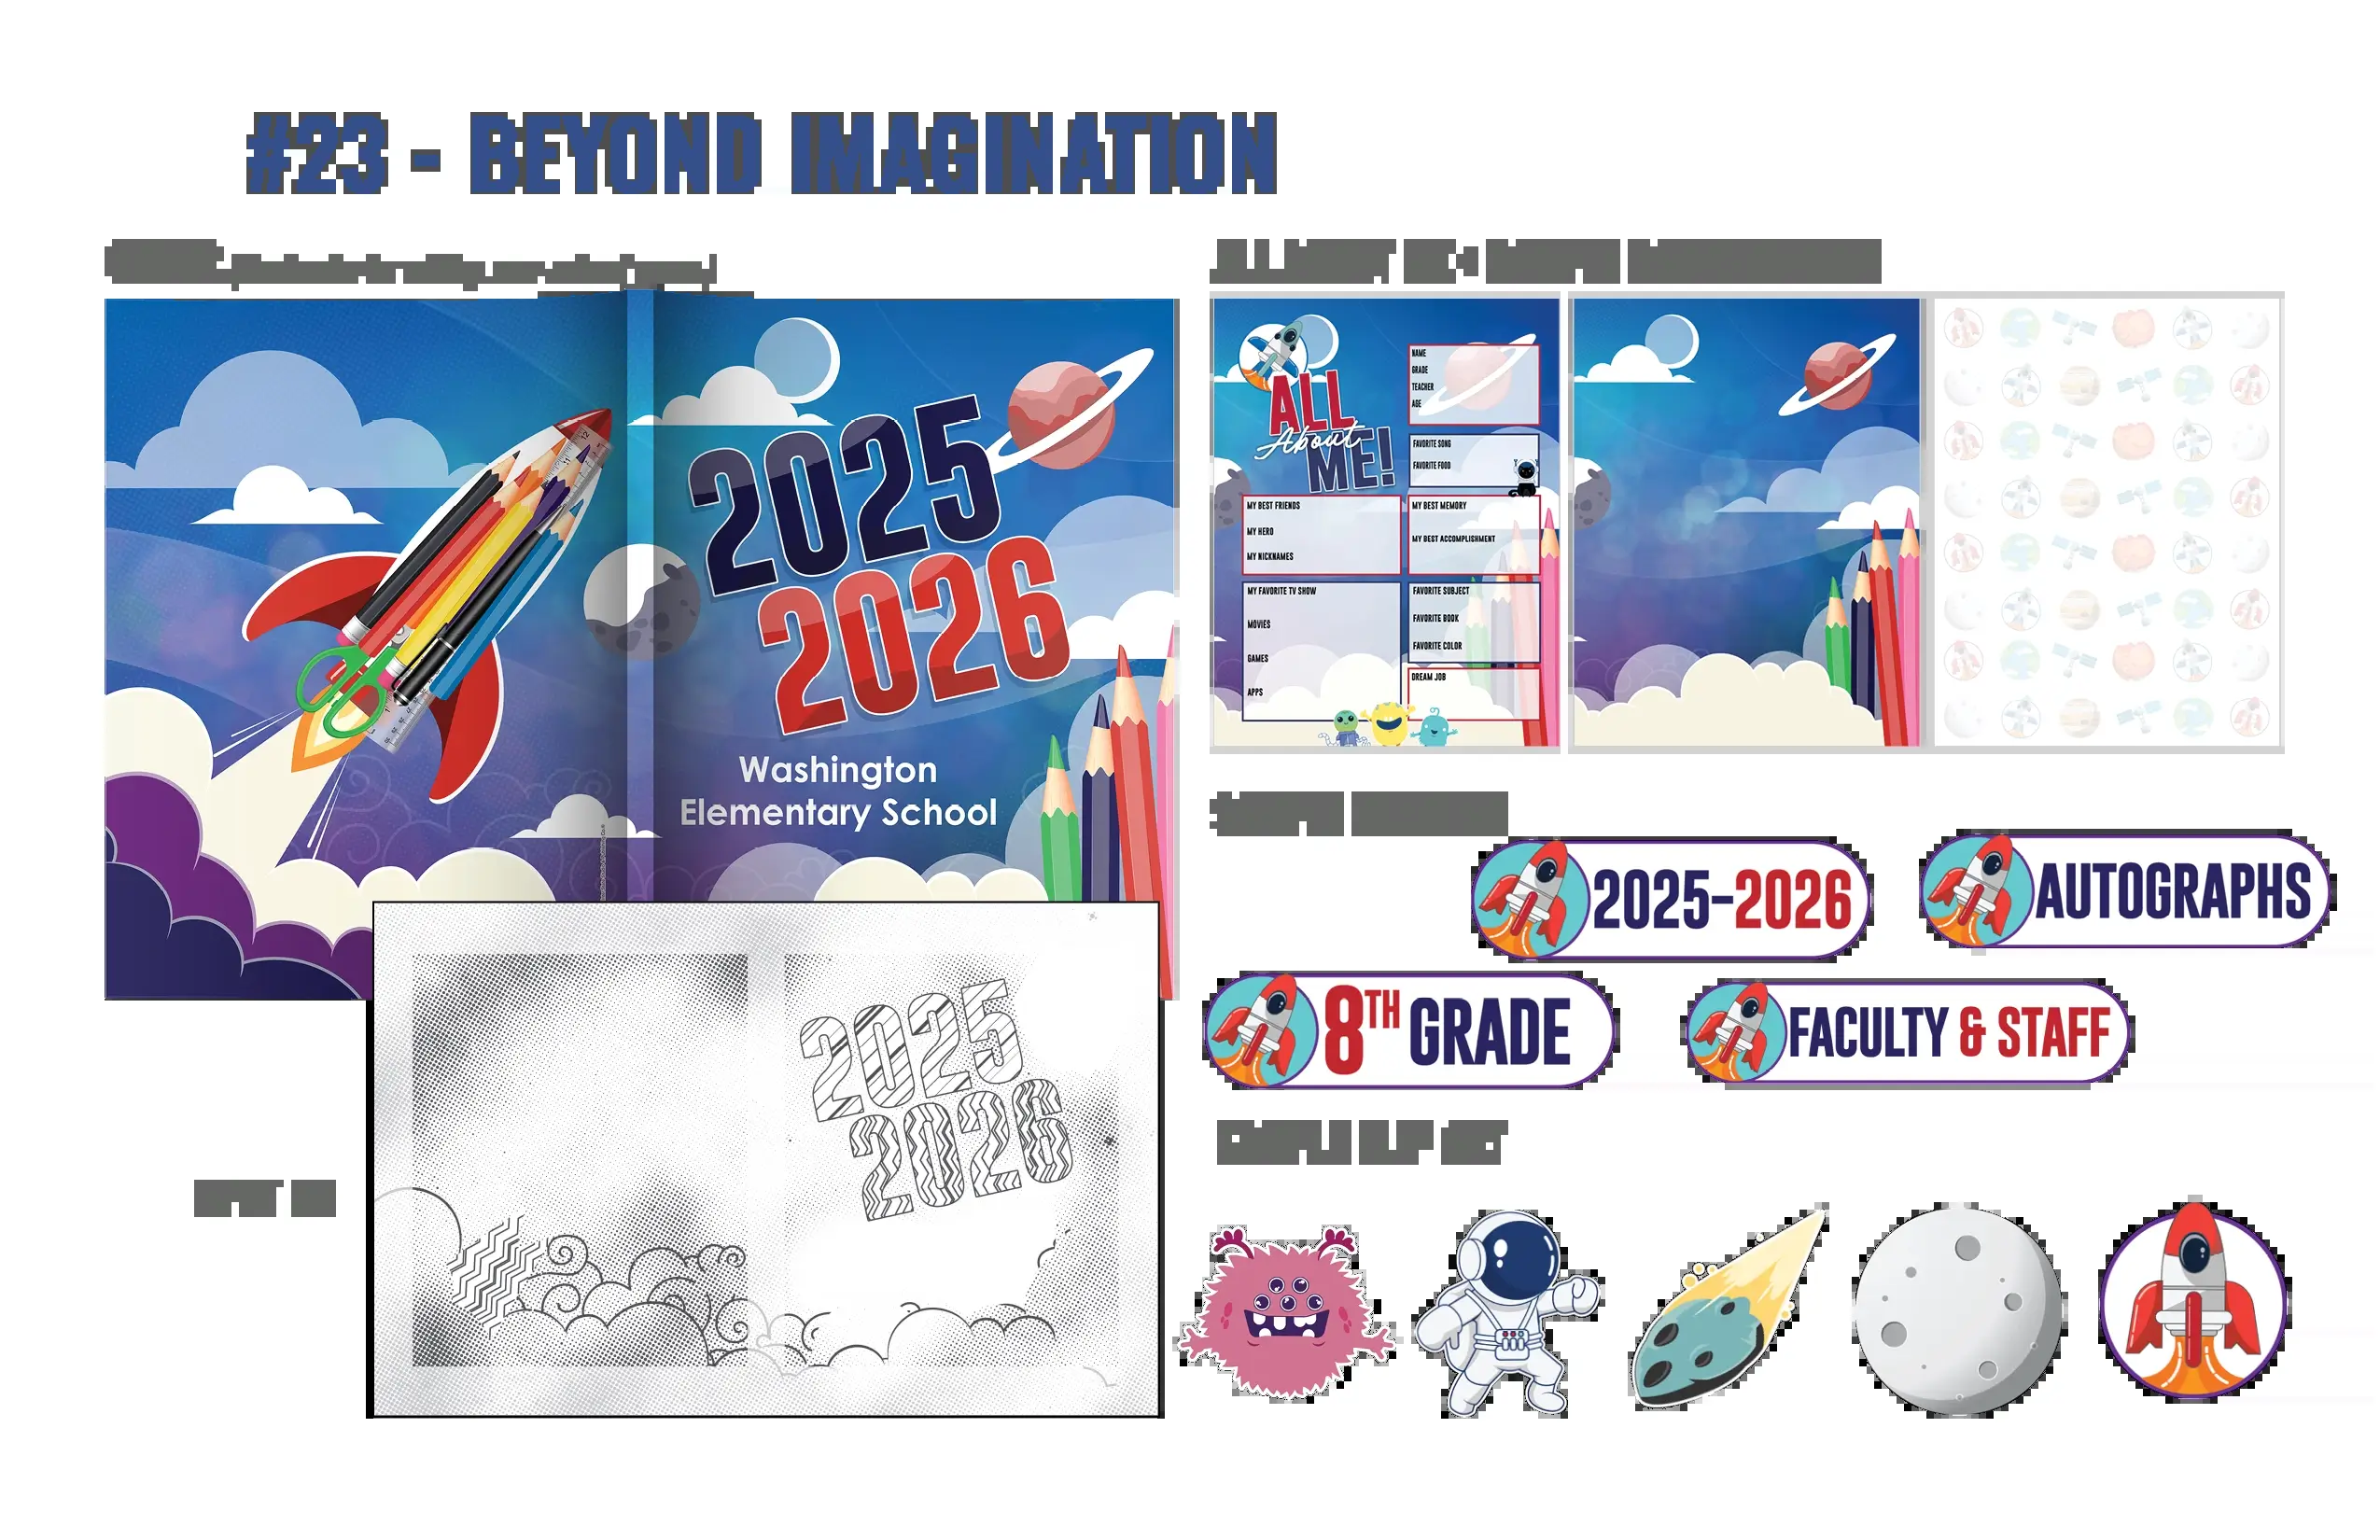 #23 - BEYOND IMAGINATION
2025
2026
Washington
Elementary School
ALL
About
ME!
NAME
GRADE
TEACHER
AGE
FAVORITE SONG
FAVORITE FOOD
MY BEST FRIENDS
MY HERO
MY NICKNAMES
MY BEST MEMORY
MY BEST ACCOMPLISHMENT
MY FAVORITE TV SHOW
MOVIES
GAMES
APPS
FAVORITE SUBJECT
FAVORITE BOOK
FAVORITE COLOR
DREAM JOB
2025-2026
AUTOGRAPHS
8TH GRADE
FACULTY & STAFF
2025
2026